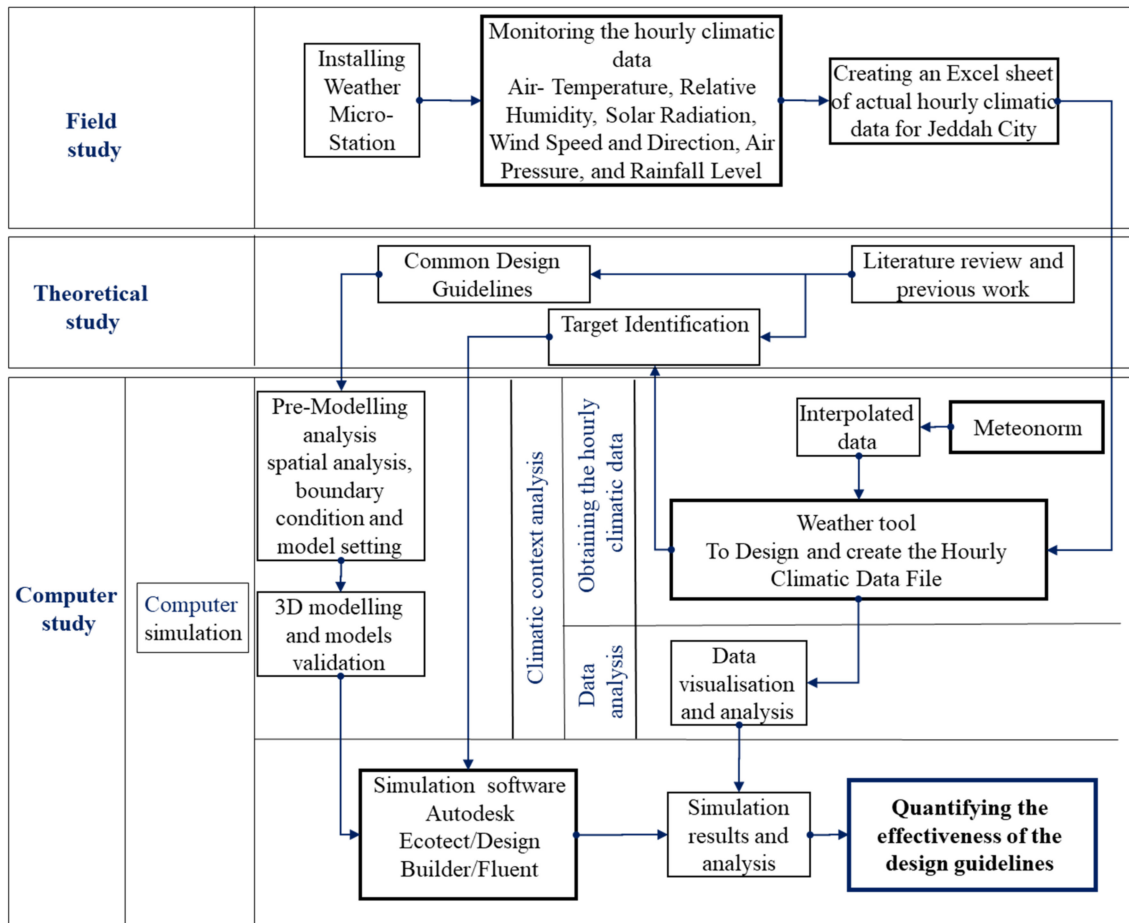 Field
study
Installing
Weather
Micro-
Station
Monitoring the hourly climatic
data
Air- Temperature, Relative
Humidity, Solar Radiation,
Wind Speed and Direction, Air
Pressure, and Rainfall Level
Creating an Excel sheet
of actual hourly climatic
data for Jeddah City
Theoretical
study
Common Design
Guidelines
Literature review and
previous work
Target Identification
Computer
study
Computer
simulation
Pre-Modelling
analysis
spatial analysis,
boundary
condition and
model setting
3D modelling
and models
validation
Climatic context analysis
Obtaining the hourly
climatic data
Data
analysis
Interpolated
data
Meteonorm
Weather tool
To Design and create the Hourly
Climatic Data File
Data
visualisation
and analysis
Simulation software
Autodesk
Ecotect/Design
Builder/Fluent
Simulation
results and
analysis
Quantifying the
effectiveness of the
design guidelines